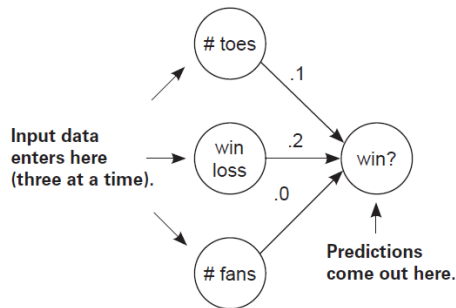 # toes
.1
Input data
enters here
(three at a time).
win
loss
.2
win?
.0
# fans
Predictions
come out here.